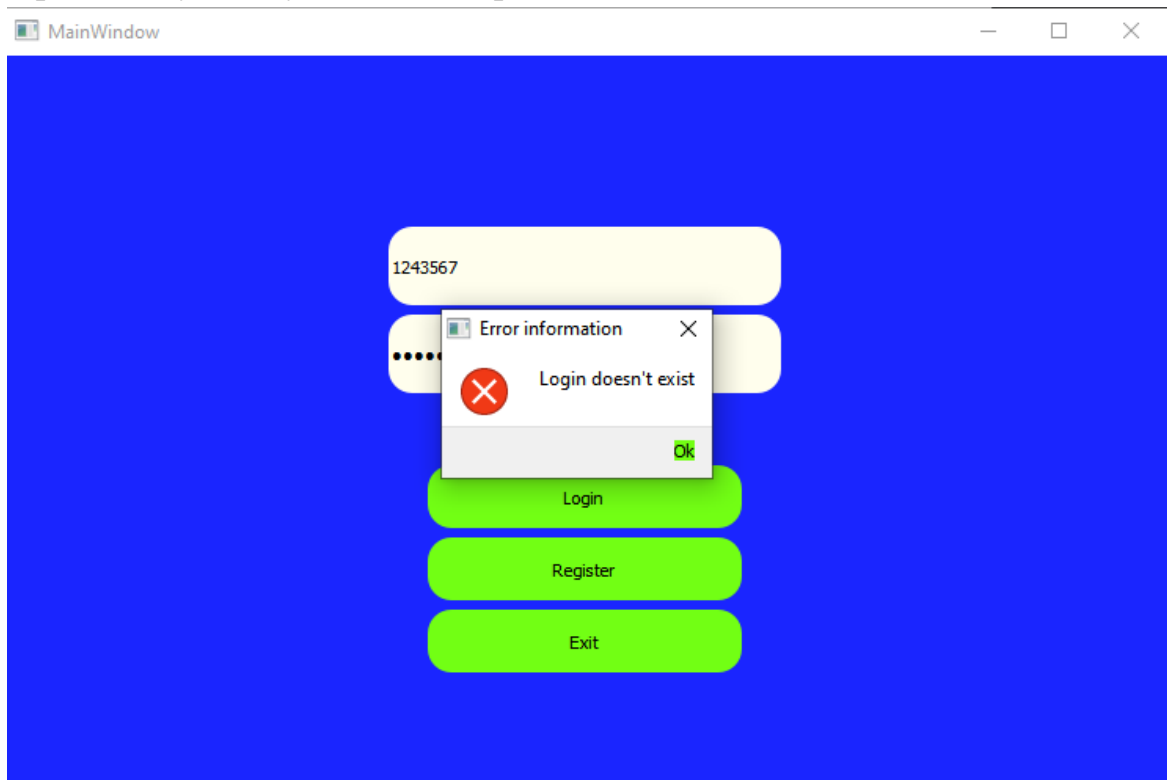 MainWindow
1243567
Error information
Login doesn't exist
Ok
Login
Register
Exit